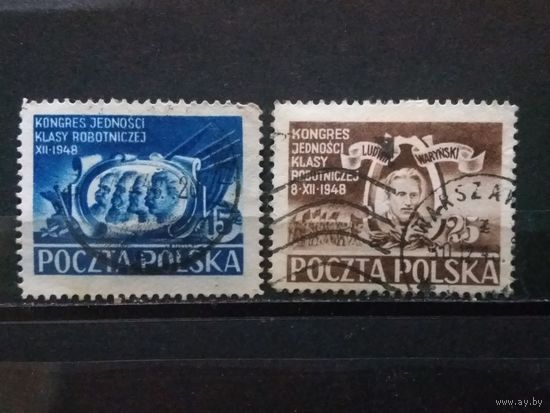 KONGRES JEDNOŚCI
KLASY ROBOTNICZEJ
XII-1948
15
POCZTA POLSKA
KONGRES
JEDNOŚCI
KLASY
ROBOTNICZEJ
8-XII-1948
LUDWIK WARYŃSKI
25 zł
POCZTA POLSKA
WARSZAWA
www.ay.by